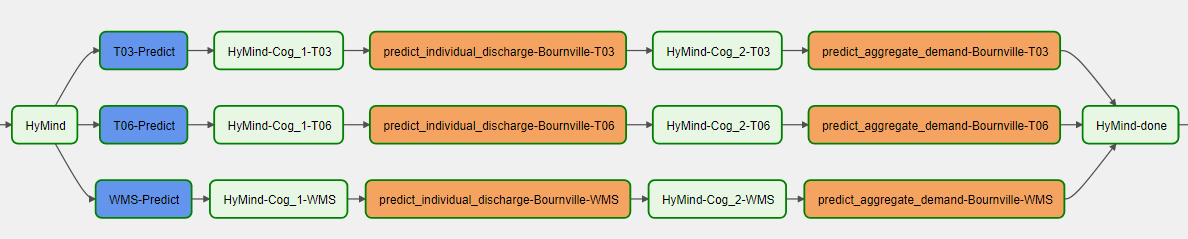 T03-Predict
HyMind-Cog_1-T03
predict_individual_discharge-Bournville-T03
HyMind-Cog_2-T03
predict_aggregate_demand-Bournville-T03
HyMind
T06-Predict
HyMind-Cog_1-T06
predict_individual_discharge-Bournville-T06
HyMind-Cog_2-T06
predict_aggregate_demand-Bournville-T06
HyMind-done
WMS-Predict
HyMind-Cog_1-WMS
predict_individual_discharge-Bournville-WMS
HyMind-Cog_2-WMS
predict_aggregate_demand-Bournville-WMS